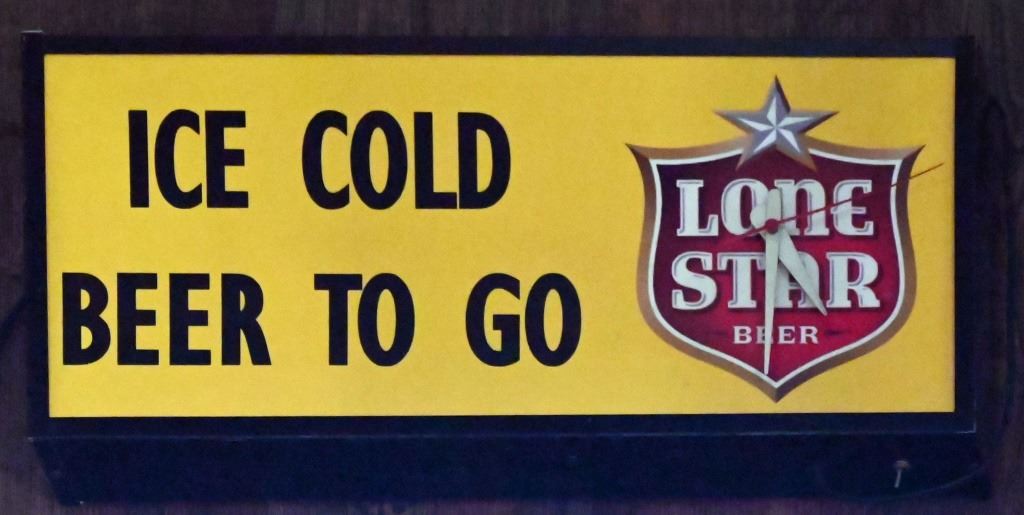 ICE COLD
BEER TO GO
LONE
STAR
BEER